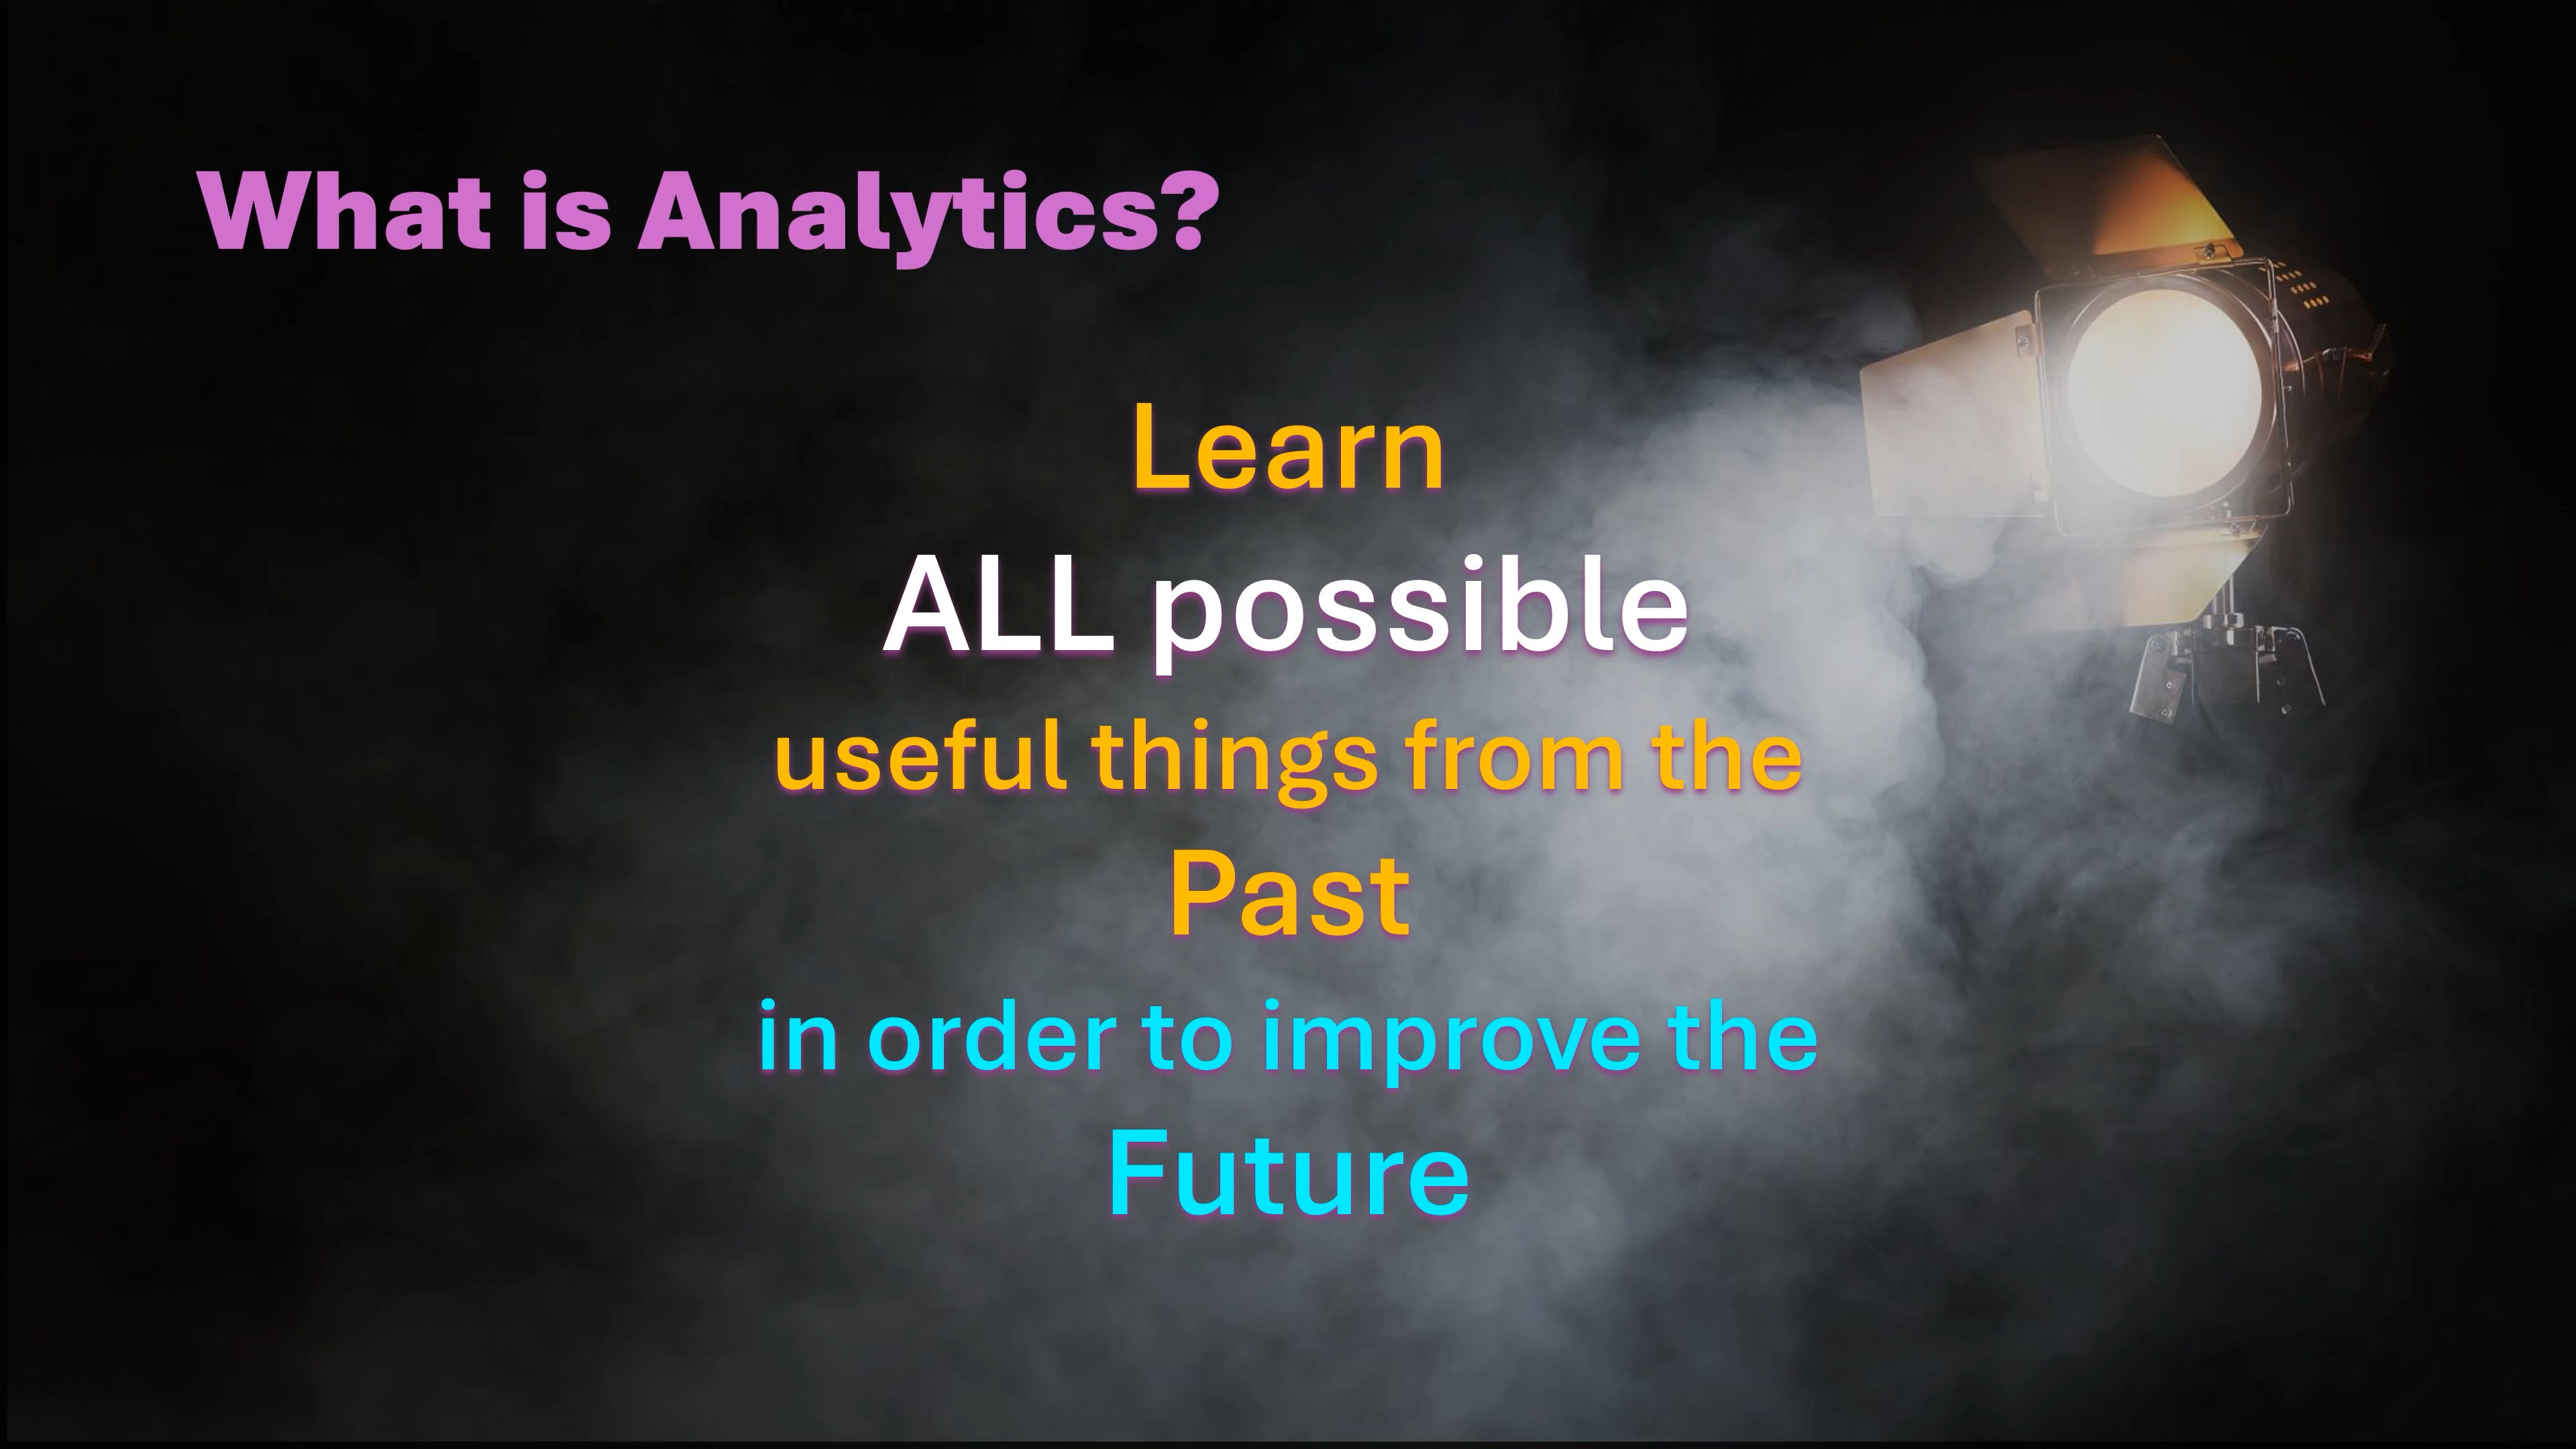 What is Analytics?
Learn
ALL possible
useful things from the
Past
in order to improve the
Future